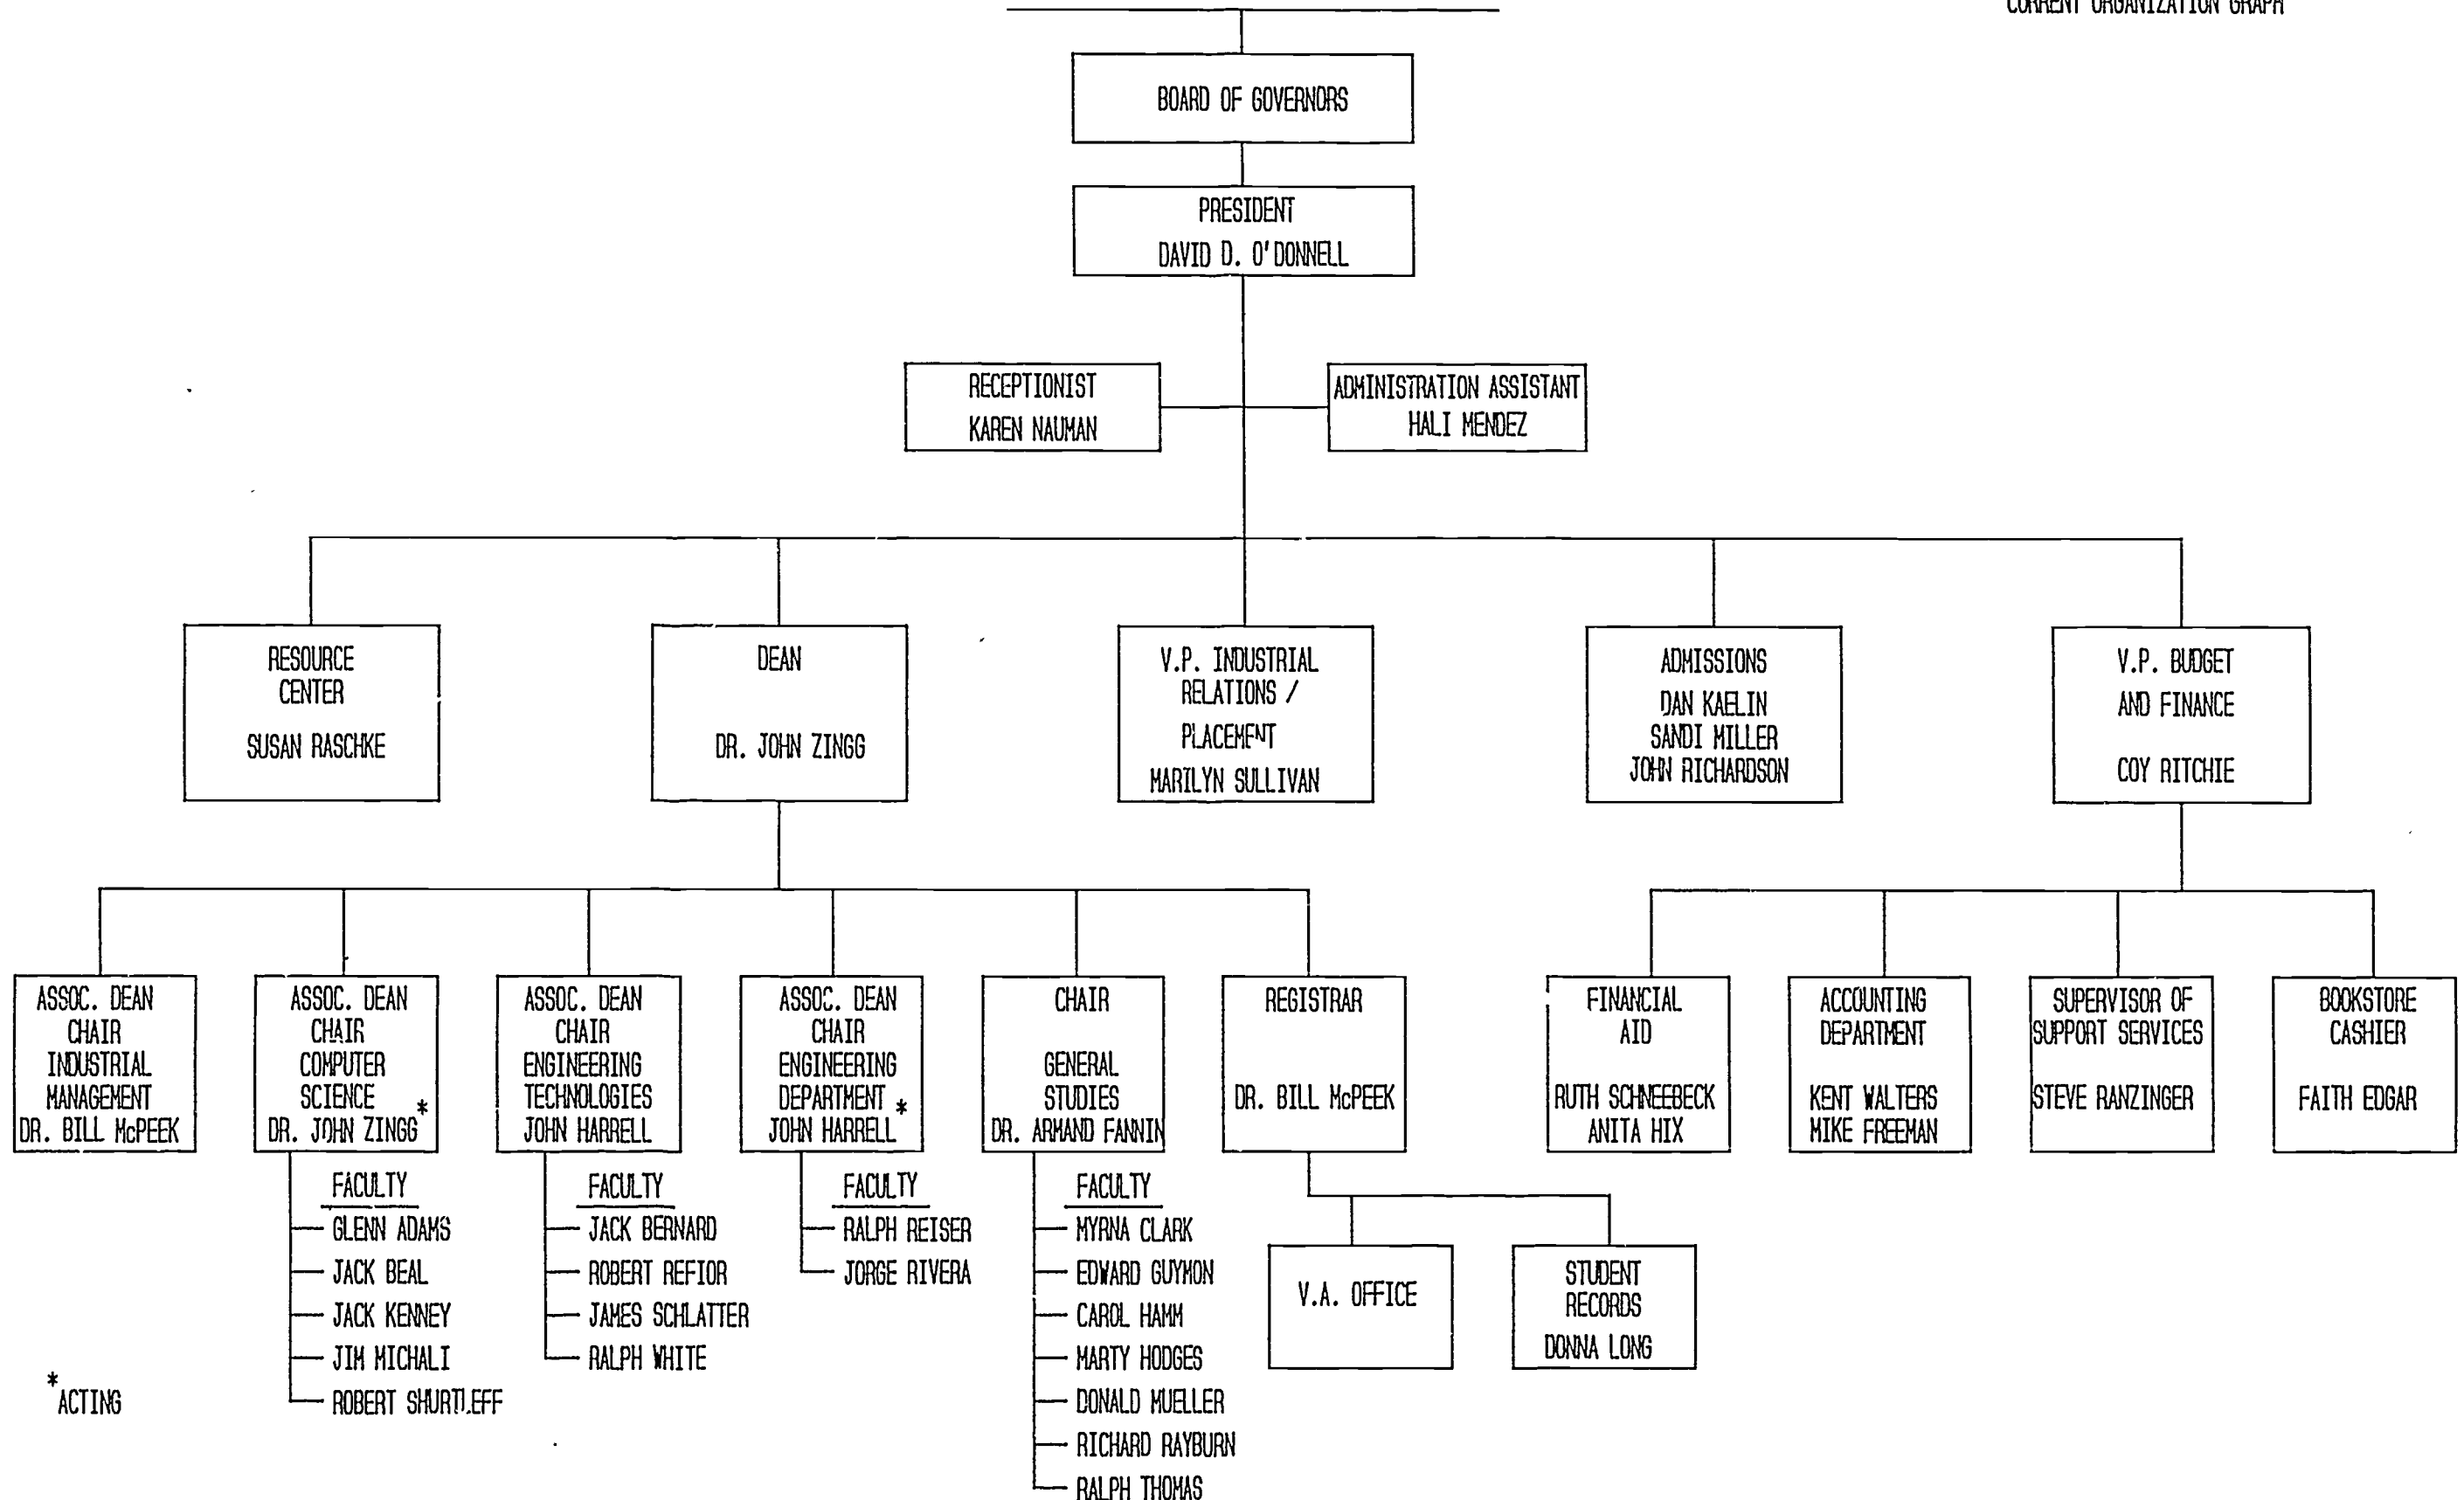 CURRENT ORGANIZATION GRAPH
BOARD OF GOVERNORS
PRESIDENT
DAVID D. O'DONNELL
RECEPTIONIST
KAREN NAUMAN
ADMINISTRATION ASSISTANT
HALI MENDEZ
RESOURCE
CENTER
SUSAN RASCHKE
DEAN
DR. JOHN ZINGG
V.P. INDUSTRIAL
RELATIONS /
PLACEMENT
MARILYN SULLIVAN
ADMISSIONS
DAN KAELIN
SANDI MILLER
JOHN RICHARDSON
V.P. BUDGET
AND FINANCE
COY RITCHIE
ASSOC. DEAN
CHAIR
INDUSTRIAL
MANAGEMENT
DR. BILL McPEEK
ASSOC. DEAN
CHAIR
COMPUTER
SCIENCE
DR. JOHN ZINGG*
ASSOC. DEAN
CHAIR
ENGINEERING
TECHNOLOGIES
JOHN HARRELL
ASSOC. DEAN
CHAIR
ENGINEERING
DEPARTMENT
JOHN HARRELL*
CHAIR
GENERAL
STUDIES
DR. ARMAND FANNIN
REGISTRAR
DR. BILL McPEEK
FINANCIAL
AID
RUTH SCHNEEBECK
ANITA HIX
ACCOUNTING
DEPARTMENT
KENT WALTERS
MIKE FREEMAN
SUPERVISOR OF
SUPPORT SERVICES
STEVE RANZINGER
BOOKSTORE
CASHIER
FAITH EDGAR
FACULTY
GLENN ADAMS
JACK BEAL
JACK KENNEY
JIM MICHALI
ROBERT SHURTLEFF
FACULTY
JACK BERNARD
ROBERT REFIOR
JAMES SCHLATTER
RALPH WHITE
FACULTY
RALPH REISER
JORGE RIVERA
FACULTY
MYRNA CLARK
EDWARD GUYMON
CAROL HAMM
MARTY HODGES
DONALD MUELLER
RICHARD RAYBURN
RALPH THOMAS
V.A. OFFICE
STUDENT
RECORDS
DONNA LONG
*ACTING